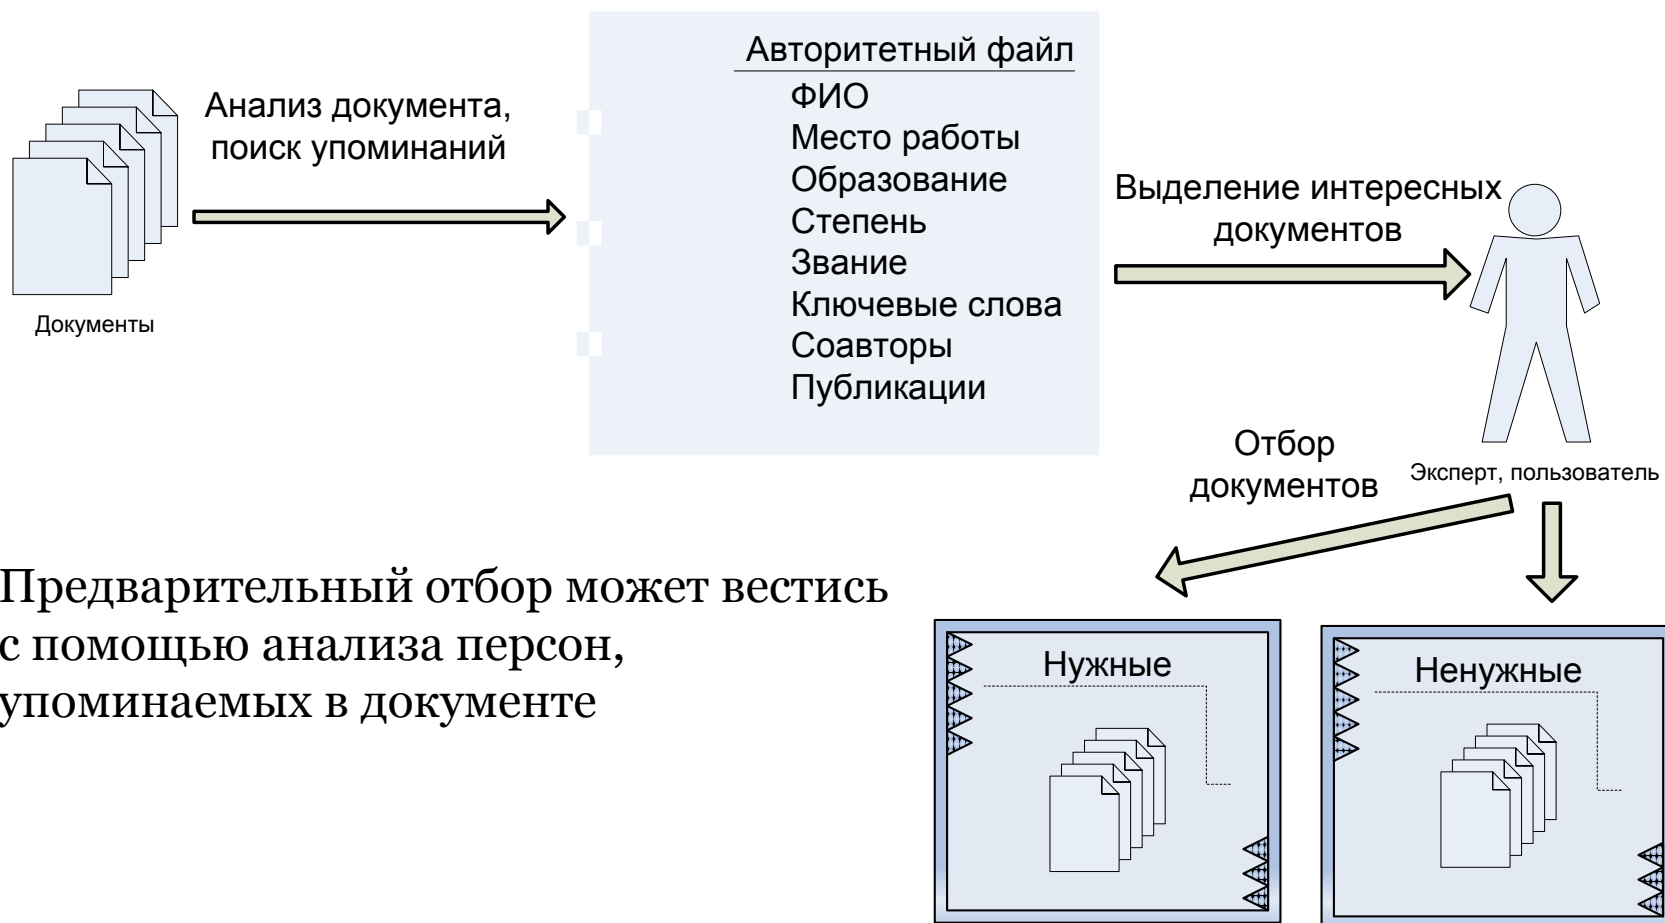 Авторитетный файл
ФИО
Место работы
Образование
Степень
Звание
Ключевые слова
Соавторы
Публикации
Анализ документа,
поиск упоминаний
Документы
Выделение интересных
документов
Эксперт, пользователь
Отбор
документов
Предварительный отбор может вестись
с помощью анализа персон,
упоминаемых в документе
Нужные
Ненужные